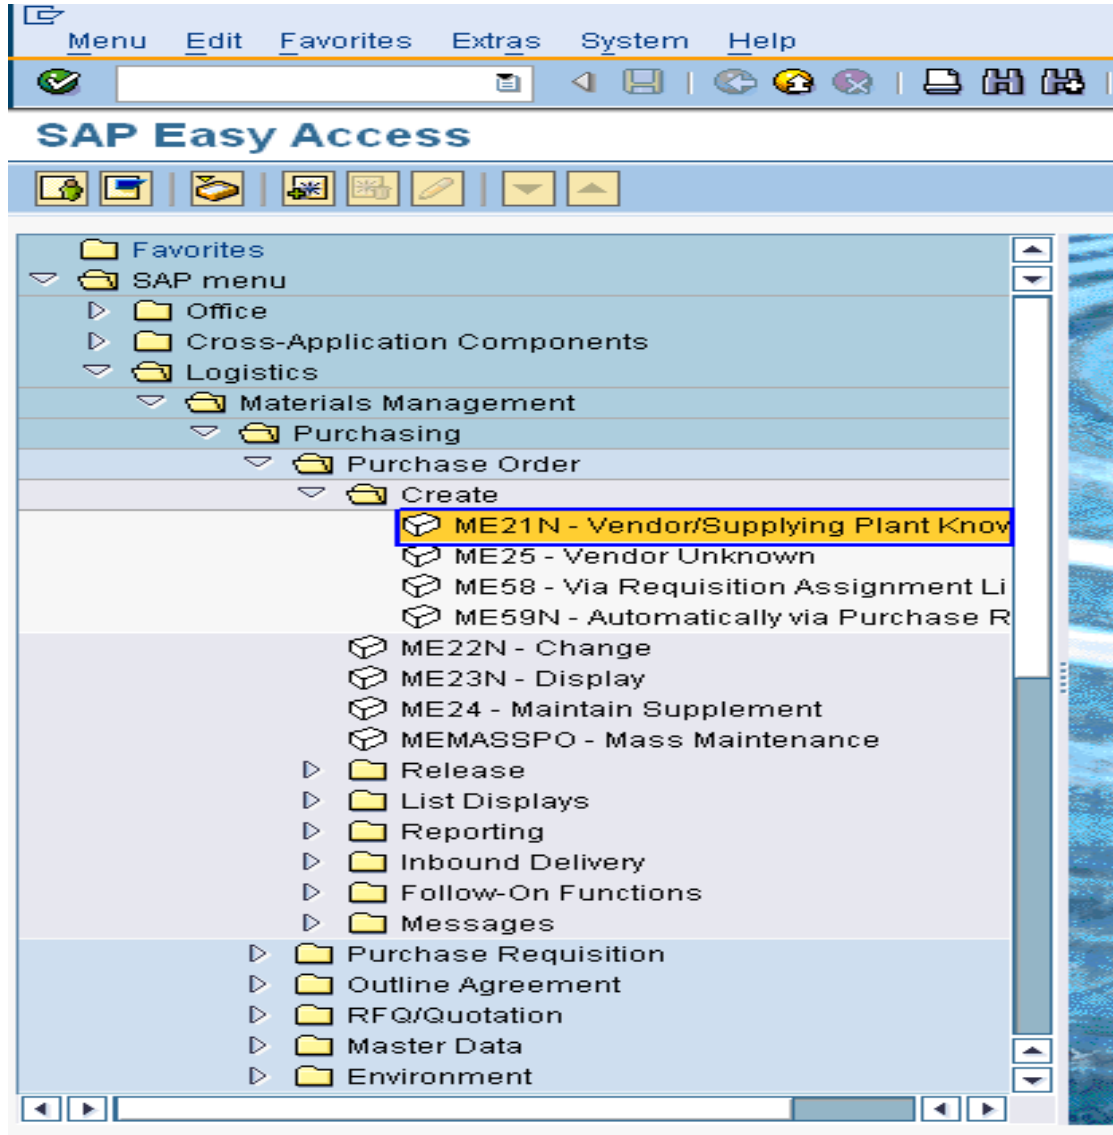 Menu Edit Favorites Extras System Help
SAP Easy Access
Favorites
SAP menu
Office
Cross-Application Components
Logistics
Materials Management
Purchasing
Purchase Order
Create
ME21N - Vendor/Supplying Plant Know
ME25 - Vendor Unknown
ME58 - Via Requisition Assignment Li
ME59N - Automatically via Purchase R
ME22N - Change
ME23N - Display
ME24 - Maintain Supplement
MEMASSPO - Mass Maintenance
Release
List Displays
Reporting
Inbound Delivery
Follow-On Functions
Messages
Purchase Requisition
Outline Agreement
RFQ/Quotation
Master Data
Environment